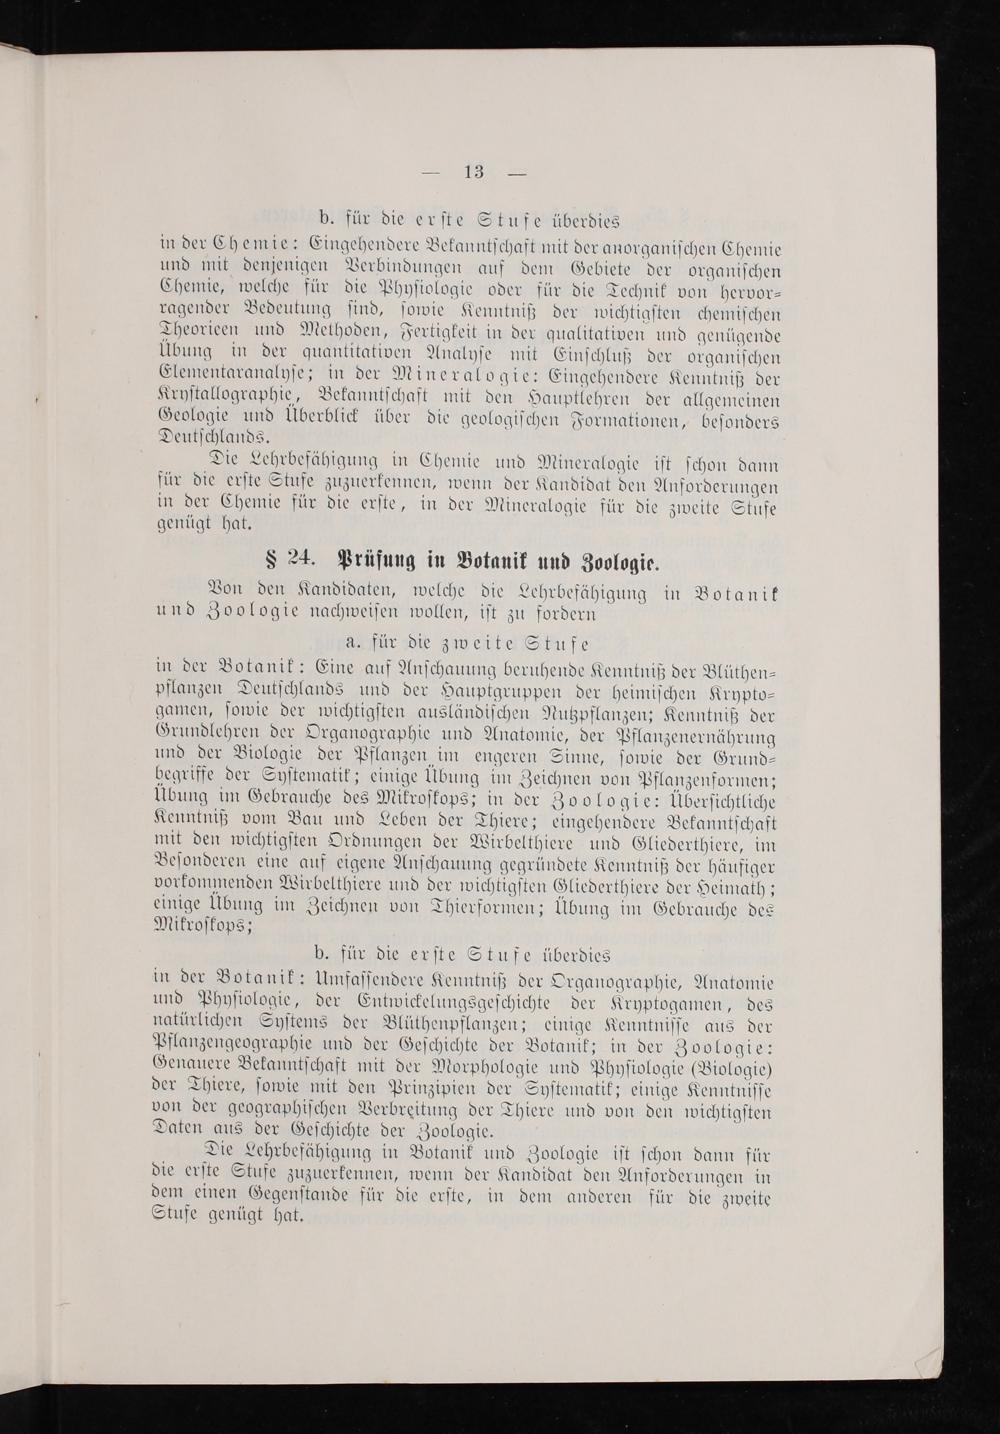 — 13 —
b. für die erste Stufe überdies
in der Chemie: Eingehendere Bekanntschaft mit der anorganischen Chemie
und mit denjenigen Verbindungen auf dem Gebiete der organischen
Chemie, welche für die Physiologie oder für die Technik von hervor-
ragender Bedeutung sind, sowie Kenntniß der wichtigsten chemischen
Theorieen und Methoden, Fertigkeit in der qualitativen und genügende
Übung in der quantitativen Analyse mit Einschluß der organischen
Elementaranalyse; in der Mineralogie: Eingehendere Kenntniß der
Krystallographie, Bekanntschaft mit den Hauptlehren der allgemeinen
Geologie und Überblick über die geologischen Formationen, besonders
Deutschlands.
Die Lehrbefähigung in Chemie und Mineralogie ist schon dann
für die erste Stufe zuzuerkennen, wenn der Kandidat den Anforderungen
in der Chemie für die erste, in der Mineralogie für die zweite Stufe
genügt hat.
§ 24. Prüfung in Botanik und Zoologie.
Von den Kandidaten, welche die Lehrbefähigung in Botanik
und Zoologie nachweisen wollen, ist zu fordern
a. für die zweite Stufe
in der Botanik: Eine auf Anschauung beruhende Kenntniß der Blüthen-
pflanzen Deutschlands und der Hauptgruppen der heimischen Krypto-
gamen, sowie der wichtigsten ausländischen Nutzpflanzen; Kenntniß der
Grundlehren der Organographie und Anatomie, der Pflanzenernährung
und der Biologie der Pflanzen im engeren Sinne, sowie der Grund-
begriffe der Systematik; einige Übung im Zeichnen von Pflanzenformen;
Übung im Gebrauche des Mikroskops; in der Zoologie: Übersichtliche
Kenntniß vom Bau und Leben der Thiere; eingehendere Bekanntschaft
mit den wichtigsten Ordnungen der Wirbelthiere und Gliederthiere, im
Besonderen eine auf eigene Anschauung gegründete Kenntniß der häufiger
vorkommenden Wirbelthiere und der wichtigsten Gliederthiere der Heimath;
einige Übung im Zeichnen von Thierformen; Übung im Gebrauche des
Mikroskops;
b. für die erste Stufe überdies
in der Botanik: Umfassendere Kenntniß der Organographie, Anatomie
und Physiologie, der Entwickelungsgeschichte der Kryptogamen, des
natürlichen Systems der Blüthenpflanzen; einige Kenntnisse aus der
Pflanzengeographie und der Geschichte der Botanik; in der Zoologie:
Genauere Bekanntschaft mit der Morphologie und Physiologie (Biologie)
der Thiere, sowie mit den Prinzipien der Systematik; einige Kenntnisse
von der geographischen Verbreitung der Thiere und von den wichtigsten
Daten aus der Geschichte der Zoologie.
Die Lehrbefähigung in Botanik und Zoologie ist schon dann für
die erste Stufe zuzuerkennen, wenn der Kandidat den Anforderungen in
dem einen Gegenstande für die erste, in dem anderen für die zweite
Stufe genügt hat.